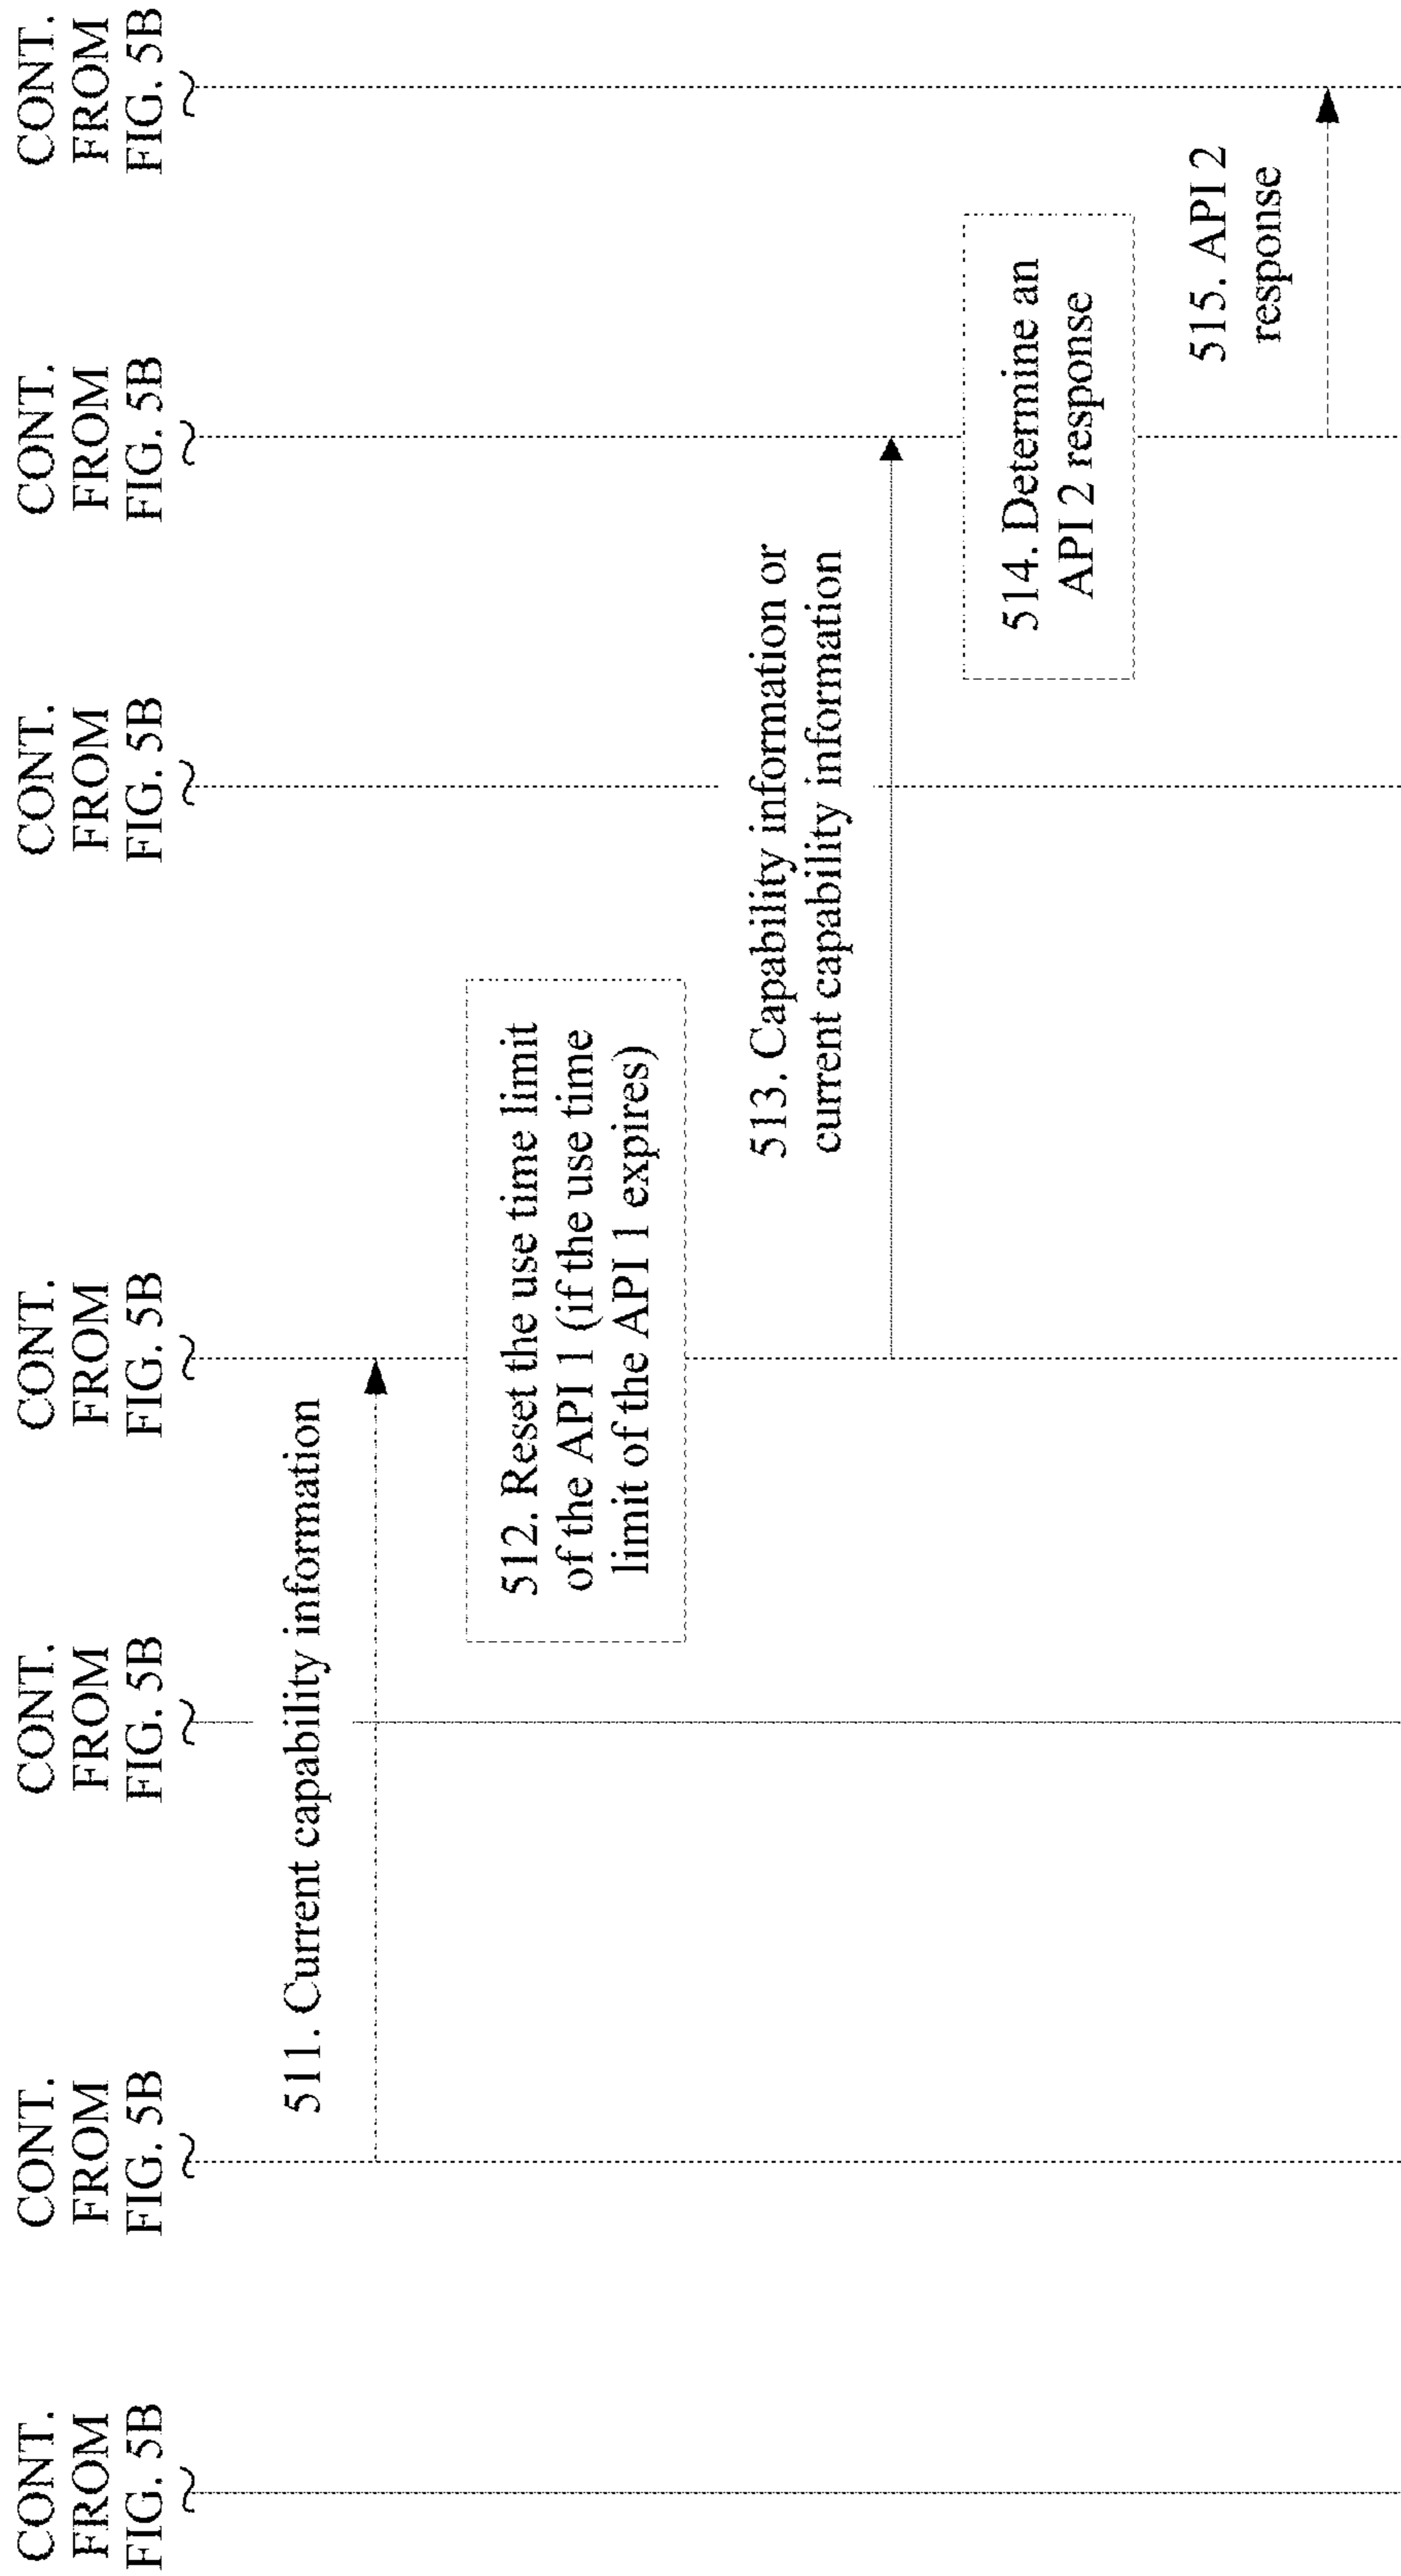 CONT.
FROM
FIG. 5B
CONT.
FROM
FIG. 5B
CONT.
FROM
FIG. 5B
CONT.
FROM
FIG. 5B
CONT.
FROM
FIG. 5B
CONT.
FROM
FIG. 5B
CONT.
FROM
FIG. 5B
511. Current capability information
512. Reset the use time limit
of the API 1 (if the use time
limit of the API 1 expires)
513. Capability information or
current capability information
514. Determine an
API 2 response
515. API 2
response